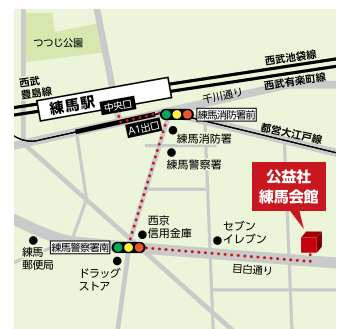 つつじ公園
西武
豊島線
練馬駅
中央口
西武池袋線
西武有楽町線
千川通り
A1出口
練馬消防署前
都営大江戸線
練馬消防署
練馬警察署
公益社
練馬会館
西京
信用金庫
セブン
イレブン
練馬
郵便局
練馬警察署南
ドラッグ
ストア
目白通り